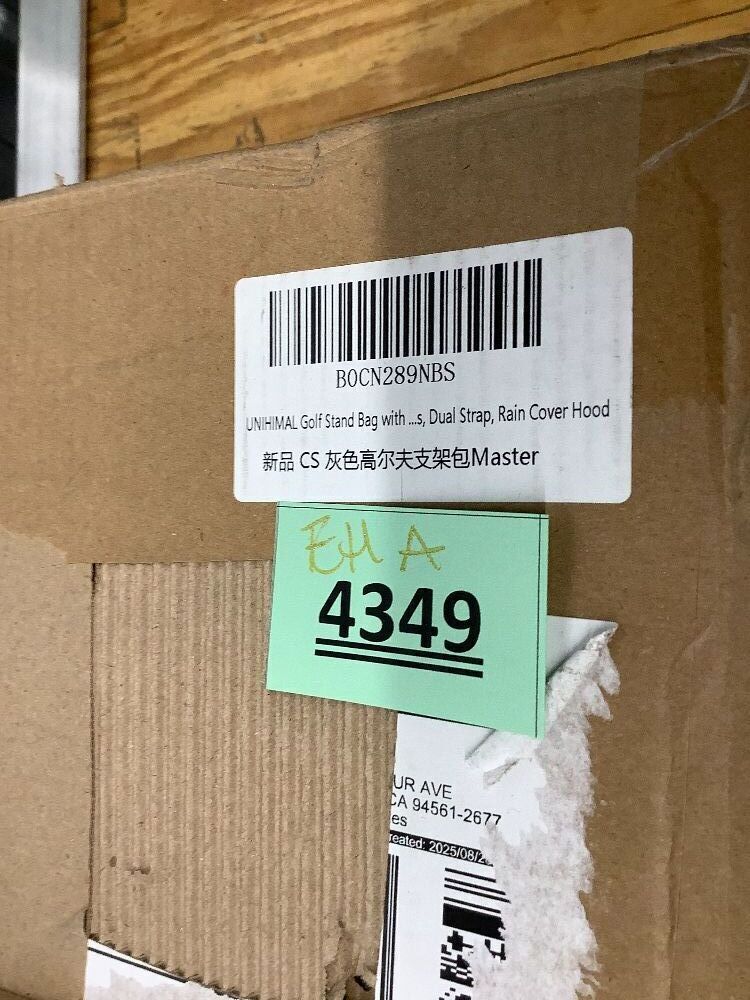 B0CN289NBS
UNIHIMAL Golf Stand Bag with ...s, Dual Strap, Rain Cover Hood
新品 CS 灰色高尔夫支架包Master
EH A
4349
UR AVE
CA 94561-2677
es
reated: 2025/08/2